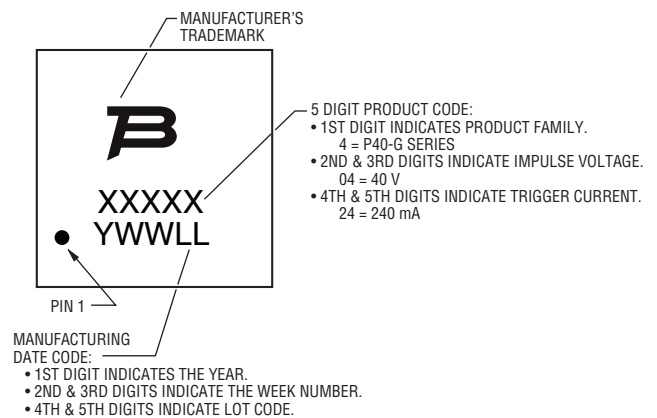 MANUFACTURER'S
TRADEMARK
5 DIGIT PRODUCT CODE:
• 1ST DIGIT INDICATES PRODUCT FAMILY.
4 = P40-G SERIES
• 2ND & 3RD DIGITS INDICATE IMPULSE VOLTAGE.
04 = 40 V
• 4TH & 5TH DIGITS INDICATE TRIGGER CURRENT.
24 = 240 mA
XXXXX
YWWLL
PIN 1
MANUFACTURING
DATE CODE:
• 1ST DIGIT INDICATES THE YEAR.
• 2ND & 3RD DIGITS INDICATE THE WEEK NUMBER.
• 4TH & 5TH DIGITS INDICATE LOT CODE.